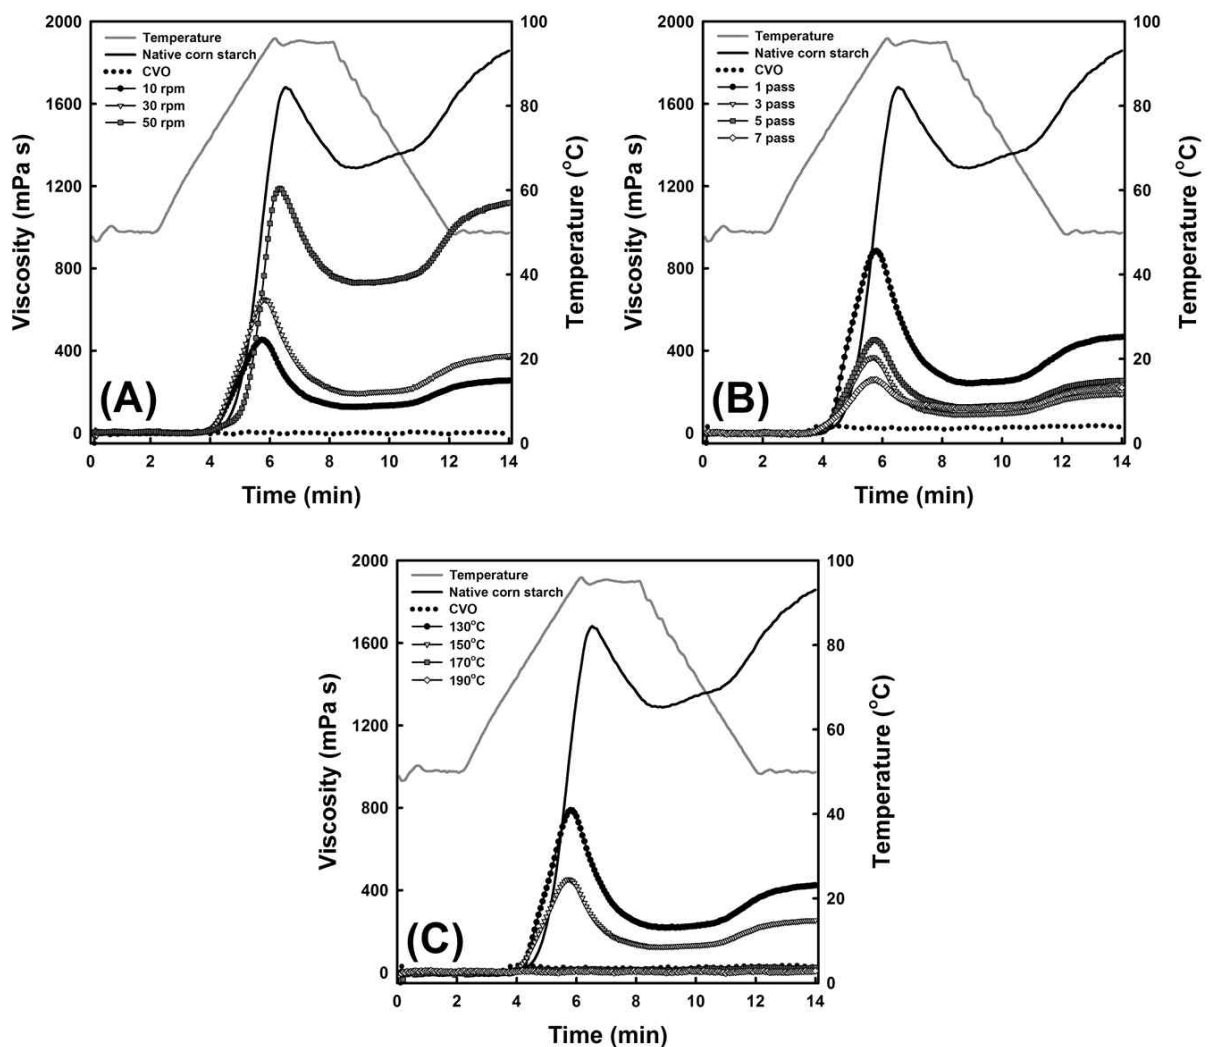 2000
1600
1200
800
400
0
Viscosity (mPa s)
Temperature
Native corn starch
CVO
10 rpm
30 rpm
50 rpm
(A)
100
80
60
40
20
0
Temperature (°C)
0 2 4 6 8 10 12 14
Time (min)
2000
1600
1200
800
400
0
Viscosity (mPa s)
Temperature
Native corn starch
CVO
1 pass
3 pass
5 pass
7 pass
(B)
100
80
60
40
20
0
Temperature (°C)
0 2 4 6 8 10 12 14
Time (min)
2000
1600
1200
800
400
0
Viscosity (mPa s)
Temperature
Native corn starch
CVO
130°C
150°C
170°C
190°C
(C)
100
80
60
40
20
0
Temperature (°C)
0 2 4 6 8 10 12 14
Time (min)